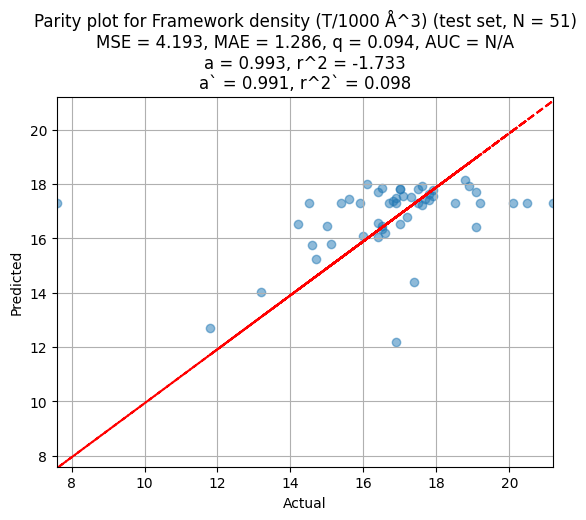 Parity plot for Framework density (T/1000 Å^3) (test set, N = 51)
MSE = 4.193, MAE = 1.286, q = 0.094, AUC = N/A
a = 0.993, r^2 = -1.733
a` = 0.991, r^2` = 0.098
20
18
16
14
12
10
8
Predicted
8 10 12 14 16 18 20
Actual